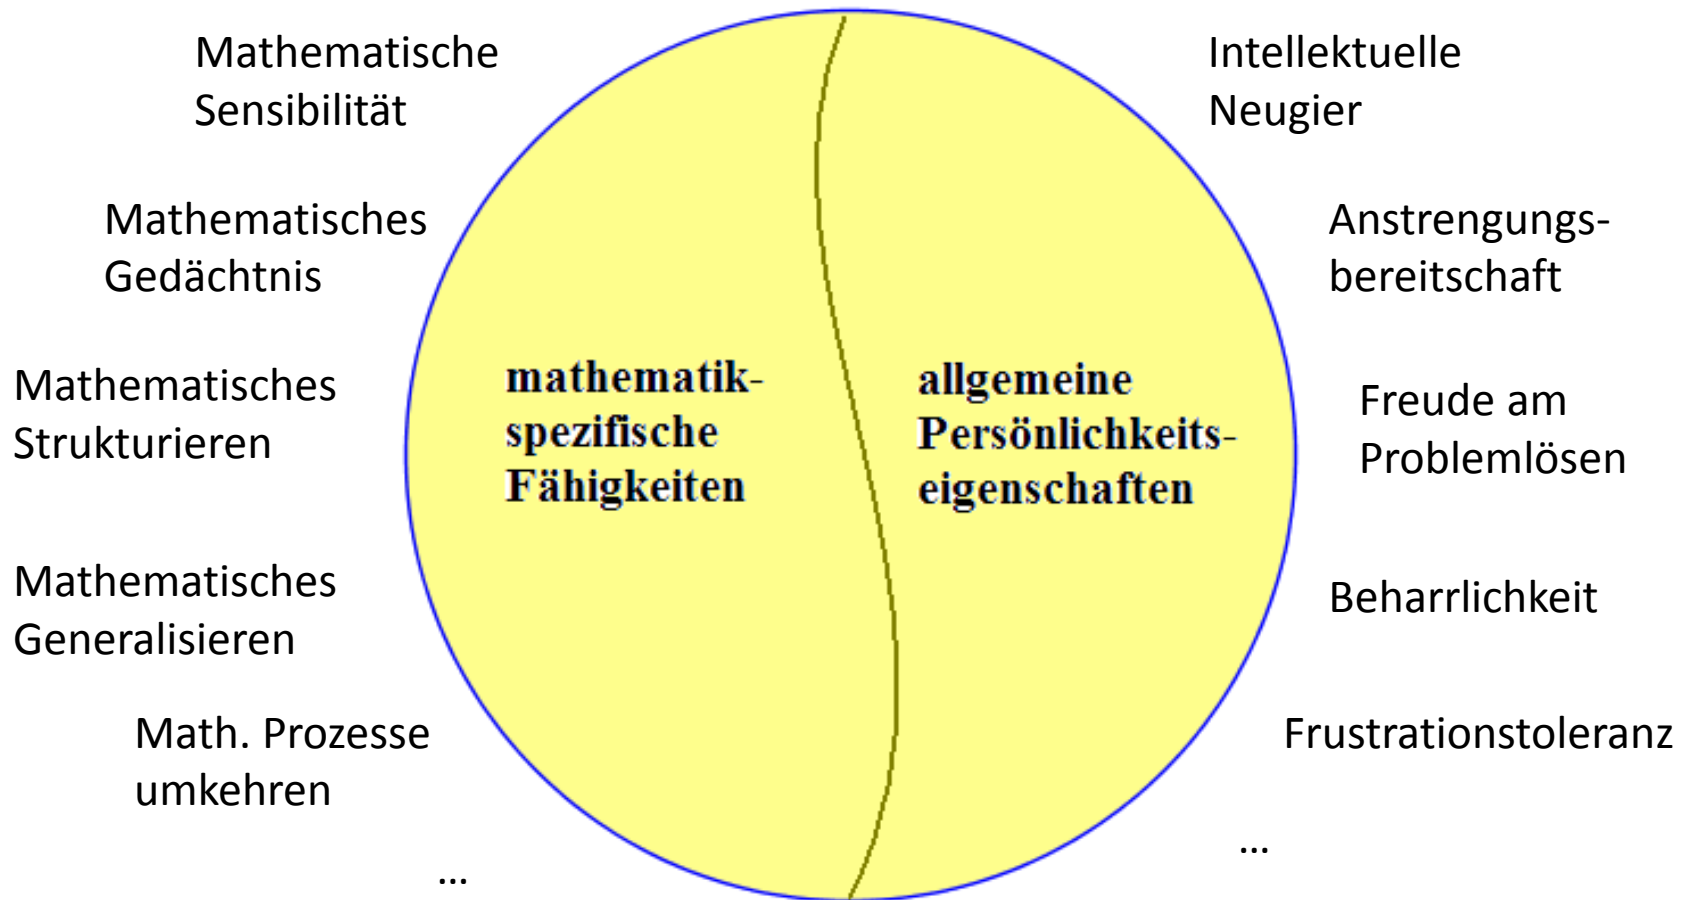 Mathematische
Sensibilität
Mathematisches
Gedächtnis
Mathematisches
Strukturieren
Mathematisches
Generalisieren
Math. Prozesse
umkehren
...
mathematik-
spezifische
Fähigkeiten
allgemeine
Persönlichkeits-
eigenschaften
Intellektuelle
Neugier
Anstrengungs-
bereitschaft
Freude am
Problemlösen
Beharrlichkeit
Frustrationstoleranz
...